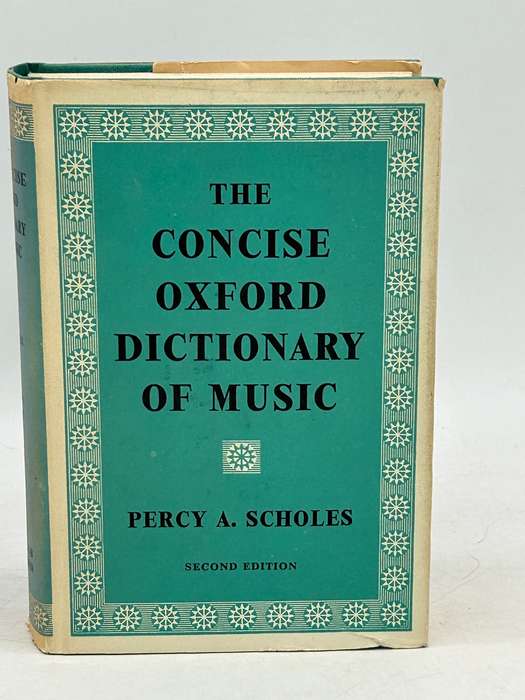 THE
CONCISE
OXFORD
DICTIONARY
OF MUSIC
PERCY A. SCHOLES
SECOND EDITION